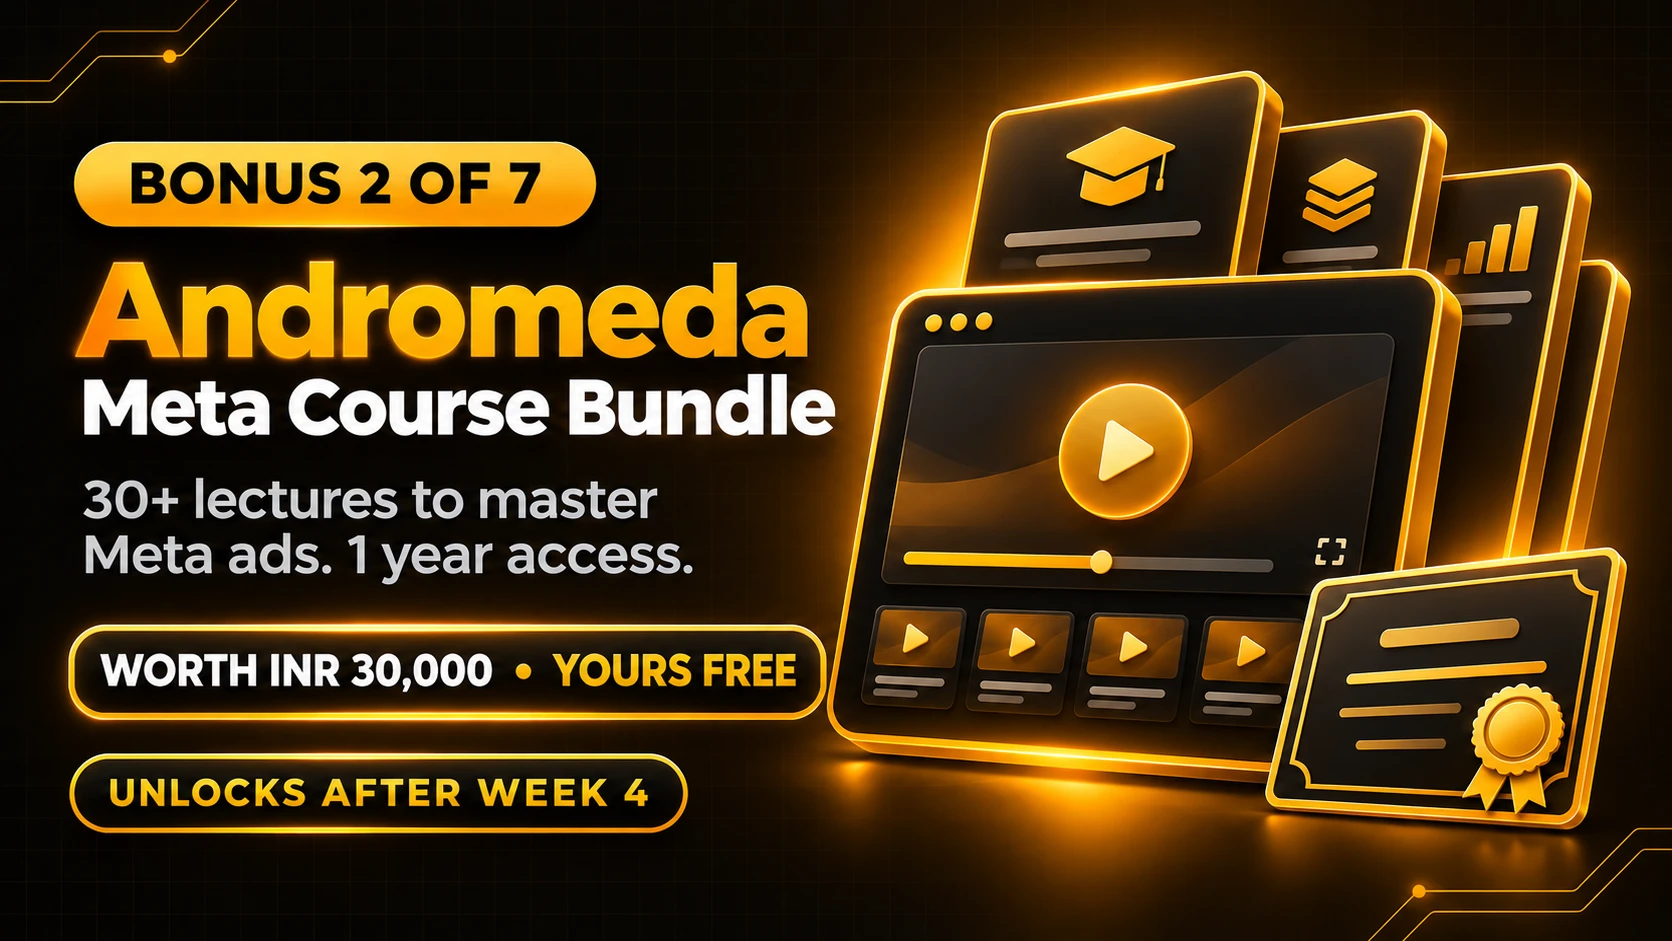 BONUS 2 OF 7
Andromeda
Meta Course Bundle
30+ lectures to master
Meta ads. 1 year access.
WORTH INR 30,000 • YOURS FREE
UNLOCKS AFTER WEEK 4